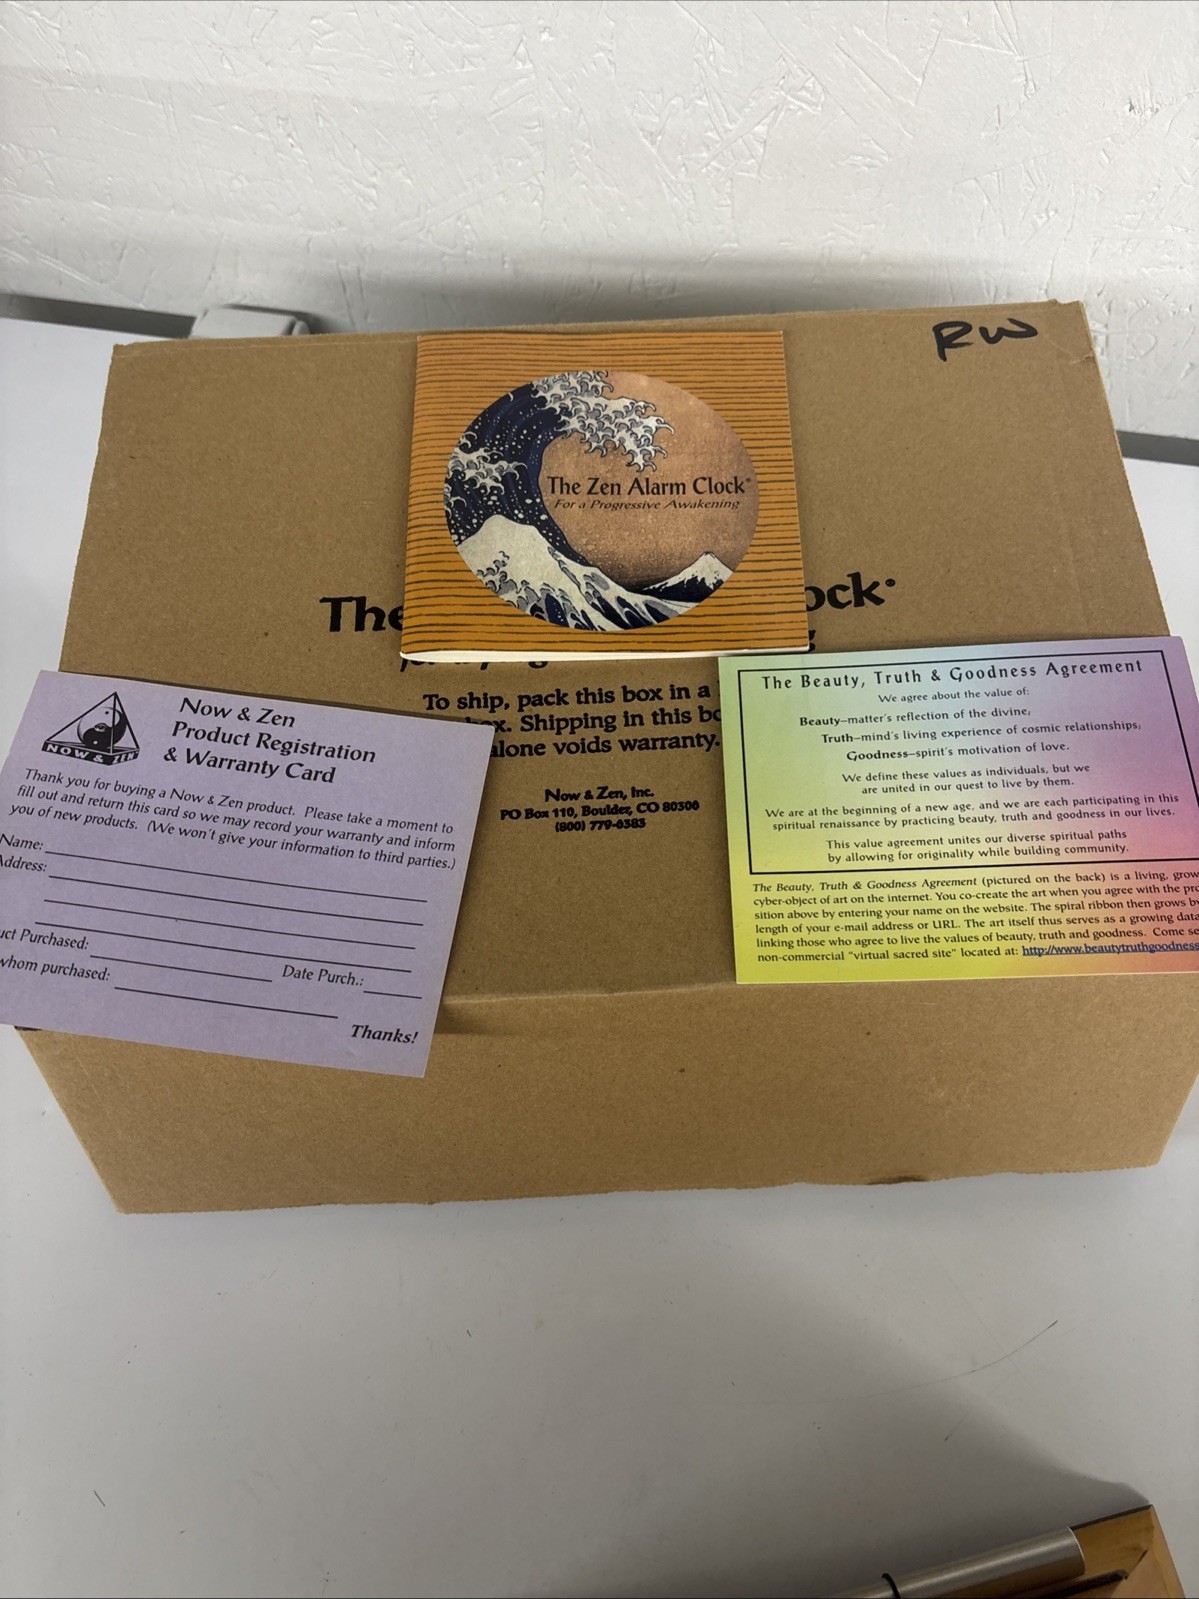 RW
The Zen Alarm Clock®
For a Progressive Awakening
The ock®
To ship, pack this box in a
box. Shipping in this bo
alone voids warranty.
Now & Zen, Inc.
PO Box 110, Boulder, CO 80306
(800) 779-6383
NOW & ZEN
Now & Zen
Product Registration
& Warranty Card
Thank you for buying a Now & Zen product. Please take a moment to
fill out and return this card so we may record your warranty and inform
you of new products. (We won't give your information to third parties.)
Name:
Address:
uct Purchased:
whom purchased:
Date Purch.:
Thanks!
The Beauty, Truth & Goodness Agreement
We agree about the value of:
Beauty—matter's reflection of the divine,
Truth—mind's living experience of cosmic relationships,
Goodness—spirit's motivation of love.
We define these values as individuals, but we
are united in our quest to live by them.
We are at the beginning of a new age, and we are each participating in this
spiritual renaissance by practicing beauty, truth and goodness in our lives.
This value agreement unites our diverse spiritual paths
by allowing for originality while building community.
The Beauty, Truth & Goodness Agreement (pictured on the back) is a living, grow
cyber-object of art on the internet. You co-create the art when you agree with the pro
sition above by entering your name on the website. The spiral ribbon then grows by
length of your e-mail address or URL. The art itself thus serves as a growing data
linking those who agree to live the values of beauty, truth and goodness. Come se
non-commercial "virtual sacred site" located at: http://www.beautytruthgoodness